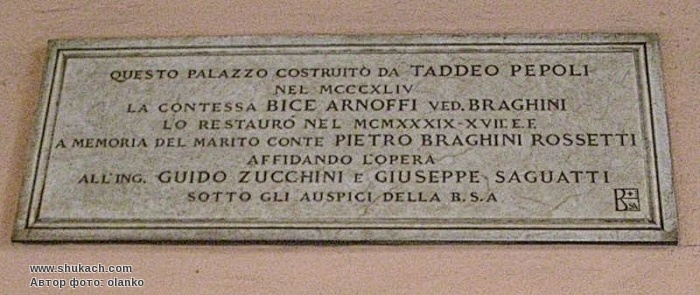 QUESTO PALAZZO COSTRUITO DA TADDEO PEPOLI
NEL MCCCXLIV
LA CONTESSA BICE ARNOFFI VED. BRAGHINI
LO RESTAURÒ NEL MCMXXXIX-XVII E.F.
A MEMORIA DEL MARITO CONTE PIETRO BRAGHINI ROSSETTI
AFFIDANDO L'OPERA
ALL'ING. GUIDO ZUCCHINI E GIUSEPPE SAGUATTI
SOTTO GLI AUSPICI DELLA B.S.A
www.shukach.com
Автор фото: olanko